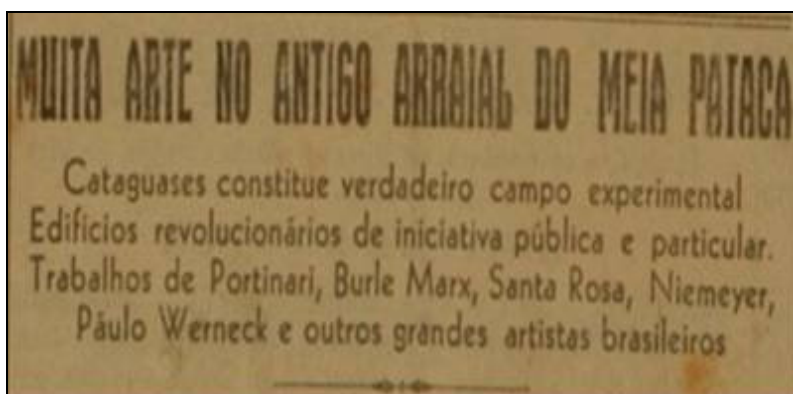 MUITA ARTE NO ANTIGO ARRAIAL DO MEIA PATACA
Cataguases constitue verdadeiro campo experimental
Edifícios revolucionários de iniciativa pública e particular.
Trabalhos de Portinari, Burle Marx, Santa Rosa, Niemeyer,
Páulo Werneck e outros grandes artistas brasileiros